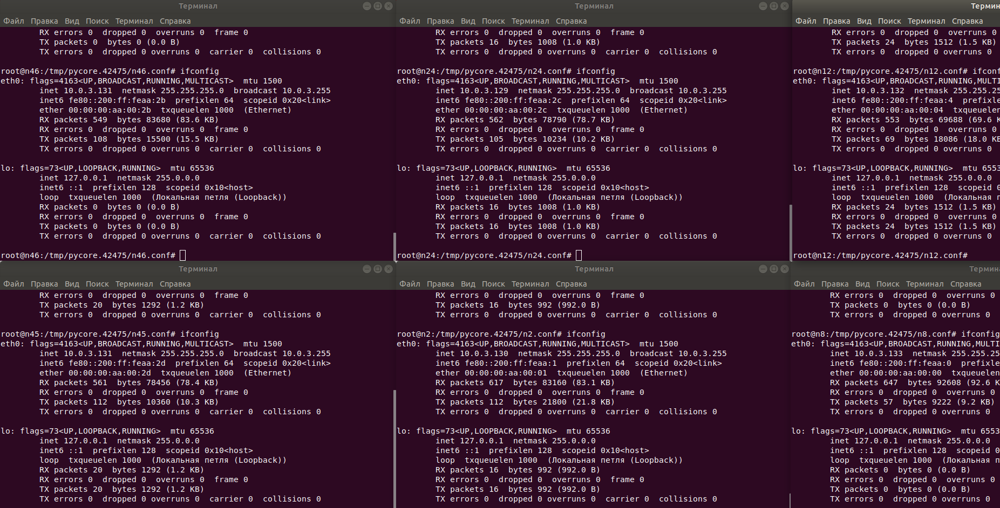 Терминал
Файл Правка Вид Поиск Терминал Справка
RX errors 0  dropped 0  overruns 0  frame 0
TX packets 0  bytes 0 (0.0 B)
TX errors 0  dropped 0 overruns 0  carrier 0  collisions 0
root@n46:/tmp/pycore.42475/n46.conf# ifconfig
eth0: flags=4163<UP,BROADCAST,RUNNING,MULTICAST>  mtu 1500
inet 10.0.3.131  netmask 255.255.255.0  broadcast 10.0.3.255
inet6 fe80::200:ff:feaa:2b  prefixlen 64  scopeid 0x20<link>
ether 00:00:00:aa:00:2b  txqueuelen 1000  (Ethernet)
RX packets 549  bytes 83680 (83.6 KB)
RX errors 0  dropped 0  overruns 0  frame 0
TX packets 108  bytes 15500 (15.5 KB)
TX errors 0  dropped 0 overruns 0  carrier 0  collisions 0
lo: flags=73<UP,LOOPBACK,RUNNING>  mtu 65536
inet 127.0.0.1  netmask 255.0.0.0
inet6 ::1  prefixlen 128  scopeid 0x10<host>
loop  txqueuelen 1000  (Локальная петля (Loopback))
RX packets 0  bytes 0 (0.0 B)
RX errors 0  dropped 0  overruns 0  frame 0
TX packets 0  bytes 0 (0.0 B)
TX errors 0  dropped 0 overruns 0  carrier 0  collisions 0
root@n46:/tmp/pycore.42475/n46.conf#
Терминал
Файл Правка Вид Поиск Терминал Справка
RX errors 0  dropped 0  overruns 0  frame 0
TX packets 16  bytes 1008 (1.0 KB)
TX errors 0  dropped 0 overruns 0  carrier 0  collisions 0
root@n24:/tmp/pycore.42475/n24.conf# ifconfig
eth0: flags=4163<UP,BROADCAST,RUNNING,MULTICAST>  mtu 1500
inet 10.0.3.129  netmask 255.255.255.0  broadcast 10.0.3.255
inet6 fe80::200:ff:feaa:2c  prefixlen 64  scopeid 0x20<link>
ether 00:00:00:aa:00:2c  txqueuelen 1000  (Ethernet)
RX packets 562  bytes 78790 (78.7 KB)
RX errors 0  dropped 0  overruns 0  frame 0
TX packets 105  bytes 10234 (10.2 KB)
TX errors 0  dropped 0 overruns 0  carrier 0  collisions 0
lo: flags=73<UP,LOOPBACK,RUNNING>  mtu 65536
inet 127.0.0.1  netmask 255.0.0.0
inet6 ::1  prefixlen 128  scopeid 0x10<host>
loop  txqueuelen 1000  (Локальная петля (Loopback))
RX packets 16  bytes 1008 (1.0 KB)
RX errors 0  dropped 0  overruns 0  frame 0
TX packets 16  bytes 1008 (1.0 KB)
TX errors 0  dropped 0 overruns 0  carrier 0  collisions 0
root@n24:/tmp/pycore.42475/n24.conf#
Термин
Файл Правка Вид Поиск Терминал Справка
RX errors 0  dropped 0  overruns 0
TX packets 24  bytes 1512 (1.5 KB)
TX errors 0  dropped 0 overruns 0
root@n12:/tmp/pycore.42475/n12.conf# ifconf
eth0: flags=4163<UP,BROADCAST,RUNNING,MULTI
inet 10.0.3.132  netmask 255.255.25
inet6 fe80::200:ff:feaa:4  prefixle
ether 00:00:00:aa:00:04  txqueuelen
RX packets 553  bytes 69688 (69.6 K
RX errors 0  dropped 0  overruns 0
TX packets 69  bytes 18086 (18.0 KB
TX errors 0  dropped 0 overruns 0
lo: flags=73<UP,LOOPBACK,RUNNING>  mtu 6553
inet 127.0.0.1  netmask 255.0.0.0
inet6 ::1  prefixlen 128  scopeid 0
loop  txqueuelen 1000  (Локальная п
RX packets 24  bytes 1512 (1.5 KB)
RX errors 0  dropped 0  overruns 0
TX packets 24  bytes 1512 (1.5 KB)
TX errors 0  dropped 0 overruns 0
root@n12:/tmp/pycore.42475/n12.conf#
Терминал
Файл Правка Вид Поиск Терминал Справка
RX errors 0  dropped 0  overruns 0  frame 0
TX packets 20  bytes 1292 (1.2 KB)
TX errors 0  dropped 0 overruns 0  carrier 0  collisions 0
root@n45:/tmp/pycore.42475/n45.conf# ifconfig
eth0: flags=4163<UP,BROADCAST,RUNNING,MULTICAST>  mtu 1500
inet 10.0.3.131  netmask 255.255.255.0  broadcast 10.0.3.255
inet6 fe80::200:ff:feaa:2d  prefixlen 64  scopeid 0x20<link>
ether 00:00:00:aa:00:2d  txqueuelen 1000  (Ethernet)
RX packets 561  bytes 78456 (78.4 KB)
RX errors 0  dropped 0  overruns 0  frame 0
TX packets 112  bytes 10360 (10.3 KB)
TX errors 0  dropped 0 overruns 0  carrier 0  collisions 0
lo: flags=73<UP,LOOPBACK,RUNNING>  mtu 65536
inet 127.0.0.1  netmask 255.0.0.0
inet6 ::1  prefixlen 128  scopeid 0x10<host>
loop  txqueuelen 1000  (Локальная петля (Loopback))
RX packets 20  bytes 1292 (1.2 KB)
RX errors 0  dropped 0  overruns 0  frame 0
TX packets 20  bytes 1292 (1.2 KB)
TX errors 0  dropped 0 overruns 0  carrier 0  collisions 0
Терминал
Файл Правка Вид Поиск Терминал Справка
RX errors 0  dropped 0  overruns 0  frame 0
TX packets 16  bytes 992 (992.0 B)
TX errors 0  dropped 0 overruns 0  carrier 0  collisions 0
root@n2:/tmp/pycore.42475/n2.conf# ifconfig
eth0: flags=4163<UP,BROADCAST,RUNNING,MULTICAST>  mtu 1500
inet 10.0.3.130  netmask 255.255.255.0  broadcast 10.0.3.255
inet6 fe80::200:ff:feaa:1  prefixlen 64  scopeid 0x20<link>
ether 00:00:00:aa:00:01  txqueuelen 1000  (Ethernet)
RX packets 617  bytes 83160 (83.1 KB)
RX errors 0  dropped 0  overruns 0  frame 0
TX packets 112  bytes 21800 (21.8 KB)
TX errors 0  dropped 0 overruns 0  carrier 0  collisions 0
lo: flags=73<UP,LOOPBACK,RUNNING>  mtu 65536
inet 127.0.0.1  netmask 255.0.0.0
inet6 ::1  prefixlen 128  scopeid 0x10<host>
loop  txqueuelen 1000  (Локальная петля (Loopback))
RX packets 16  bytes 992 (992.0 B)
RX errors 0  dropped 0  overruns 0  frame 0
TX packets 16  bytes 992 (992.0 B)
TX errors 0  dropped 0 overruns 0  carrier 0  collisions 0
Термин
Файл Правка Вид Поиск Терминал Справка
RX errors 0  dropped 0  overruns 0
TX packets 0  bytes 0 (0.0 B)
TX errors 0  dropped 0 overruns 0
root@n8:/tmp/pycore.42475/n8.conf# ifconfig
eth0: flags=4163<UP,BROADCAST,RUNNING,MULTI
inet 10.0.3.133  netmask 255.255.25
inet6 fe80::200:ff:feaa:0  prefixle
ether 00:00:00:aa:00:00  txqueuelen
RX packets 647  bytes 92608 (92.6 K
RX errors 0  dropped 0  overruns 0
TX packets 57  bytes 9222 (9.2 KB)
TX errors 0  dropped 0 overruns 0
lo: flags=73<UP,LOOPBACK,RUNNING>  mtu 6553
inet 127.0.0.1  netmask 255.0.0.0
inet6 ::1  prefixlen 128  scopeid 0
loop  txqueuelen 1000  (Локальная п
RX packets 0  bytes 0 (0.0 B)
RX errors 0  dropped 0  overruns 0
TX packets 0  bytes 0 (0.0 B)
TX errors 0  dropped 0 overruns 0